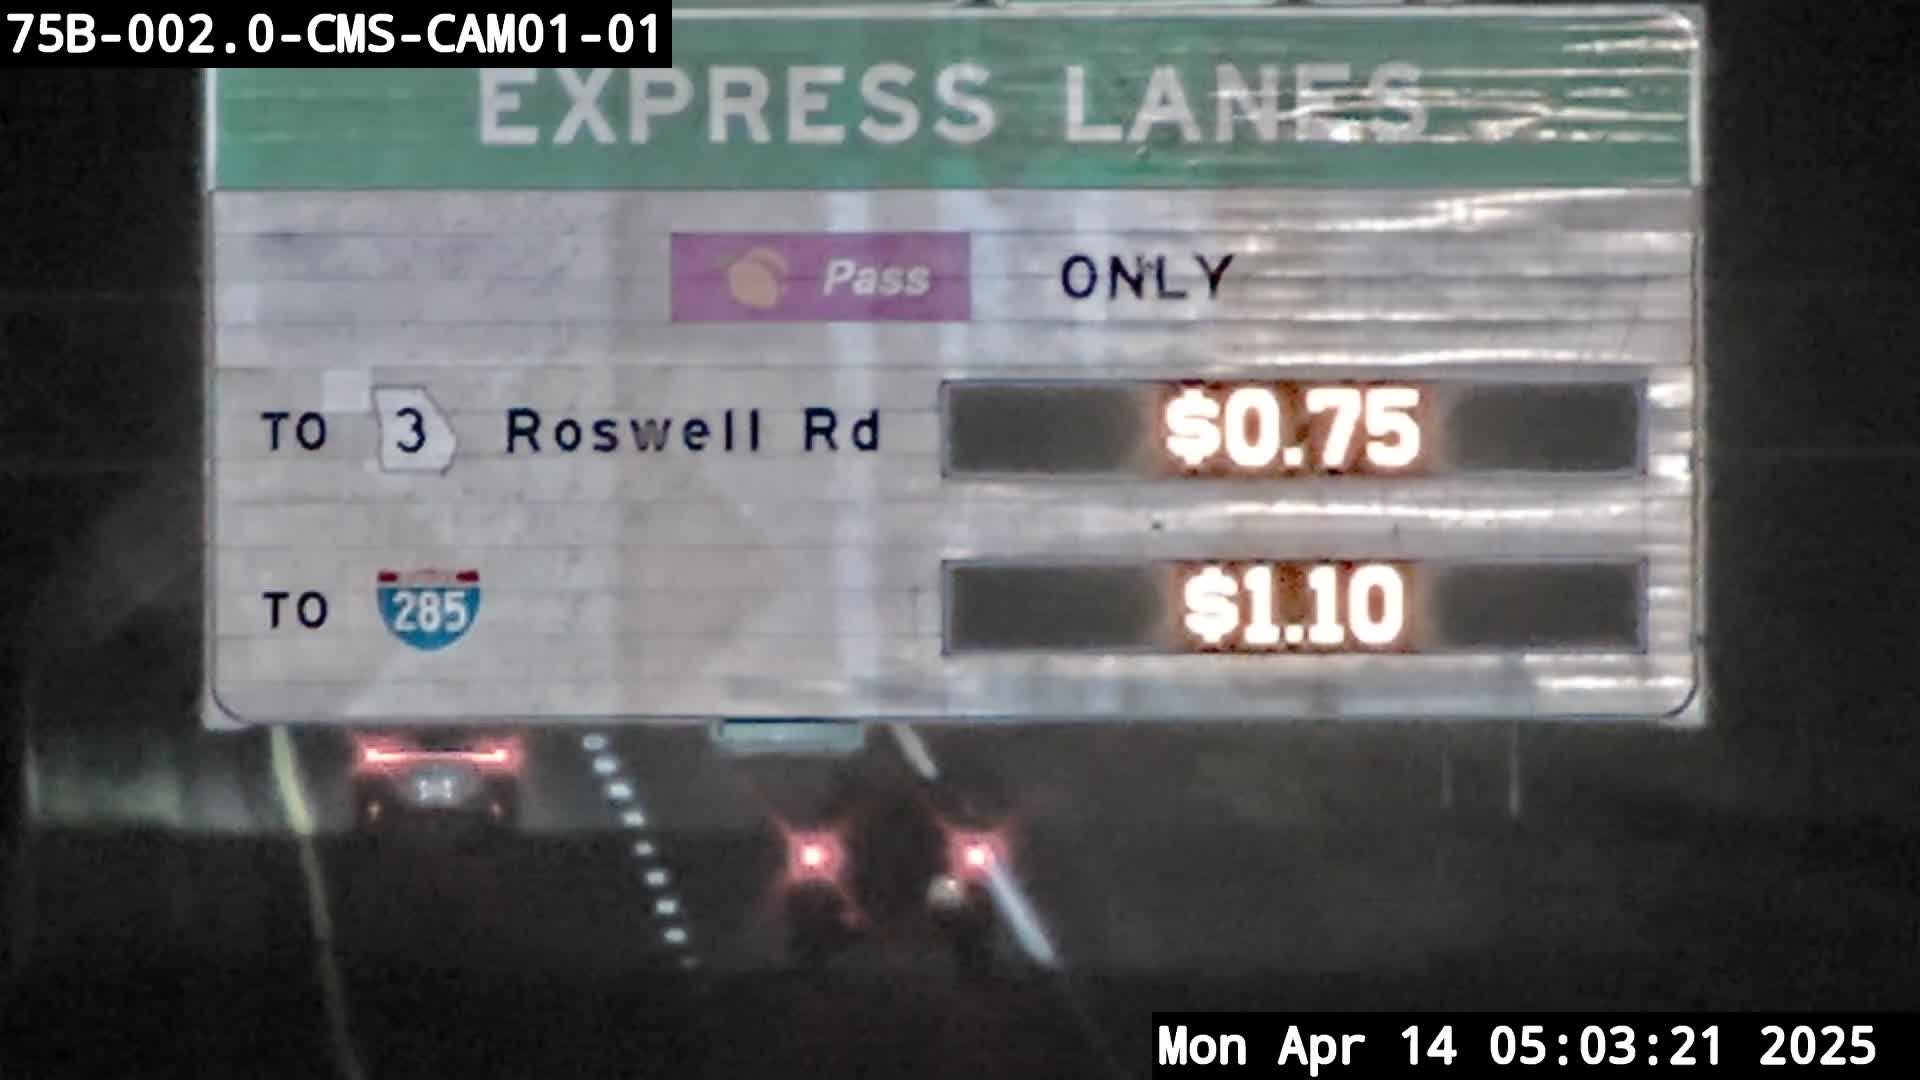 75B-002.0-CMS-CAM01-01
EXPRESS LANES
Pass ONLY
TO 3 Roswell Rd $0.75
TO 285 $1.10
Mon Apr 14 05:03:21 2025